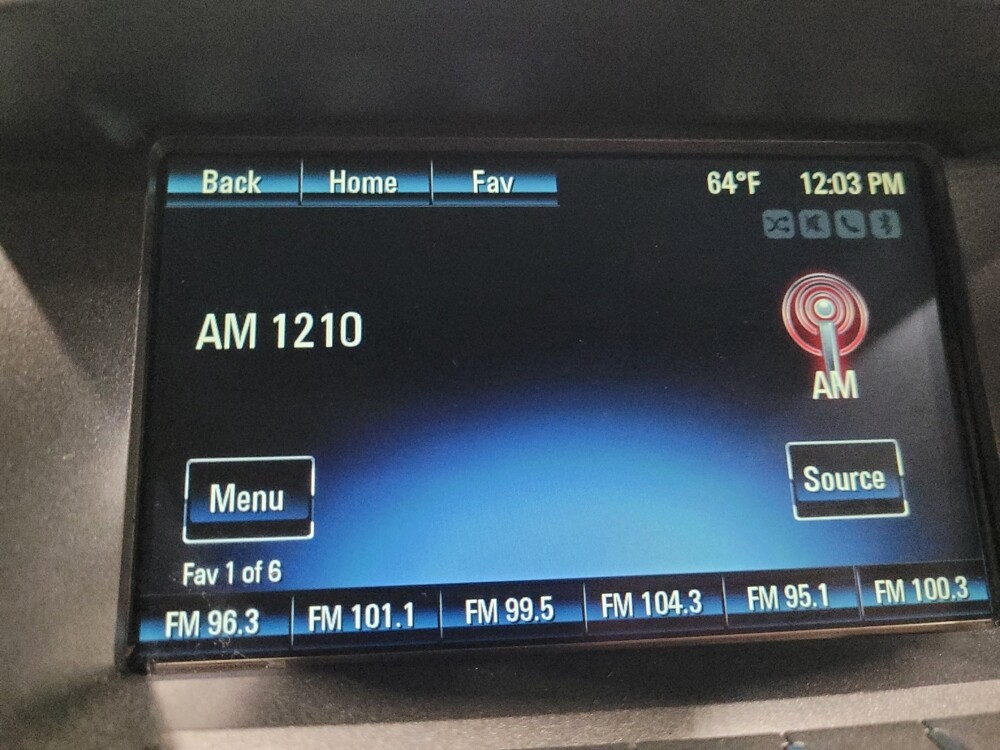 Back Home Fav 64°F 12:03 PM
AM 1210
AM
Menu Source
Fav 1 of 6
FM 96.3 FM 101.1 FM 99.5 FM 104.3 FM 95.1 FM 100.3